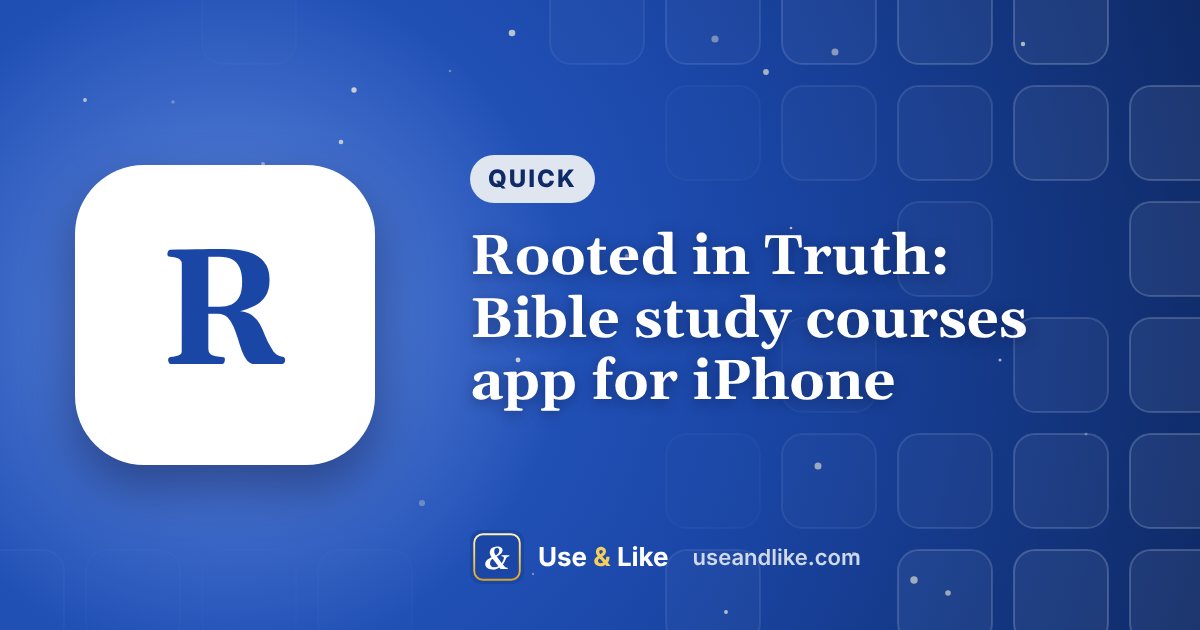 R
QUICK
Rooted in Truth:
Bible study courses
app for iPhone
& Use & Like useandlike.com